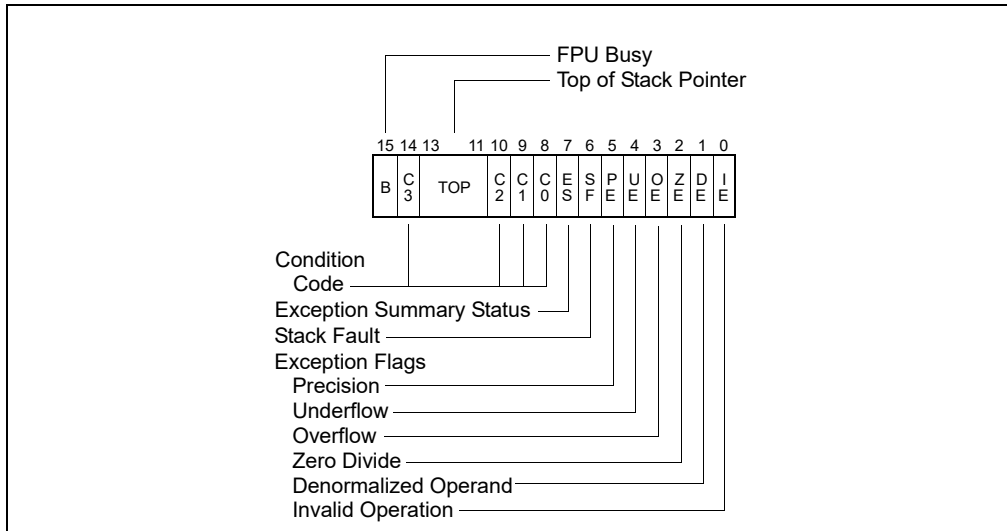 FPU Busy
Top of Stack Pointer
15 14 13 11 10 9 8 7 6 5 4 3 2 1 0
B C3 TOP C2 C1 C0 ES SF PE UE OE ZE DE IE
Condition
Code
Exception Summary Status
Stack Fault
Exception Flags
Precision
Underflow
Overflow
Zero Divide
Denormalized Operand
Invalid Operation